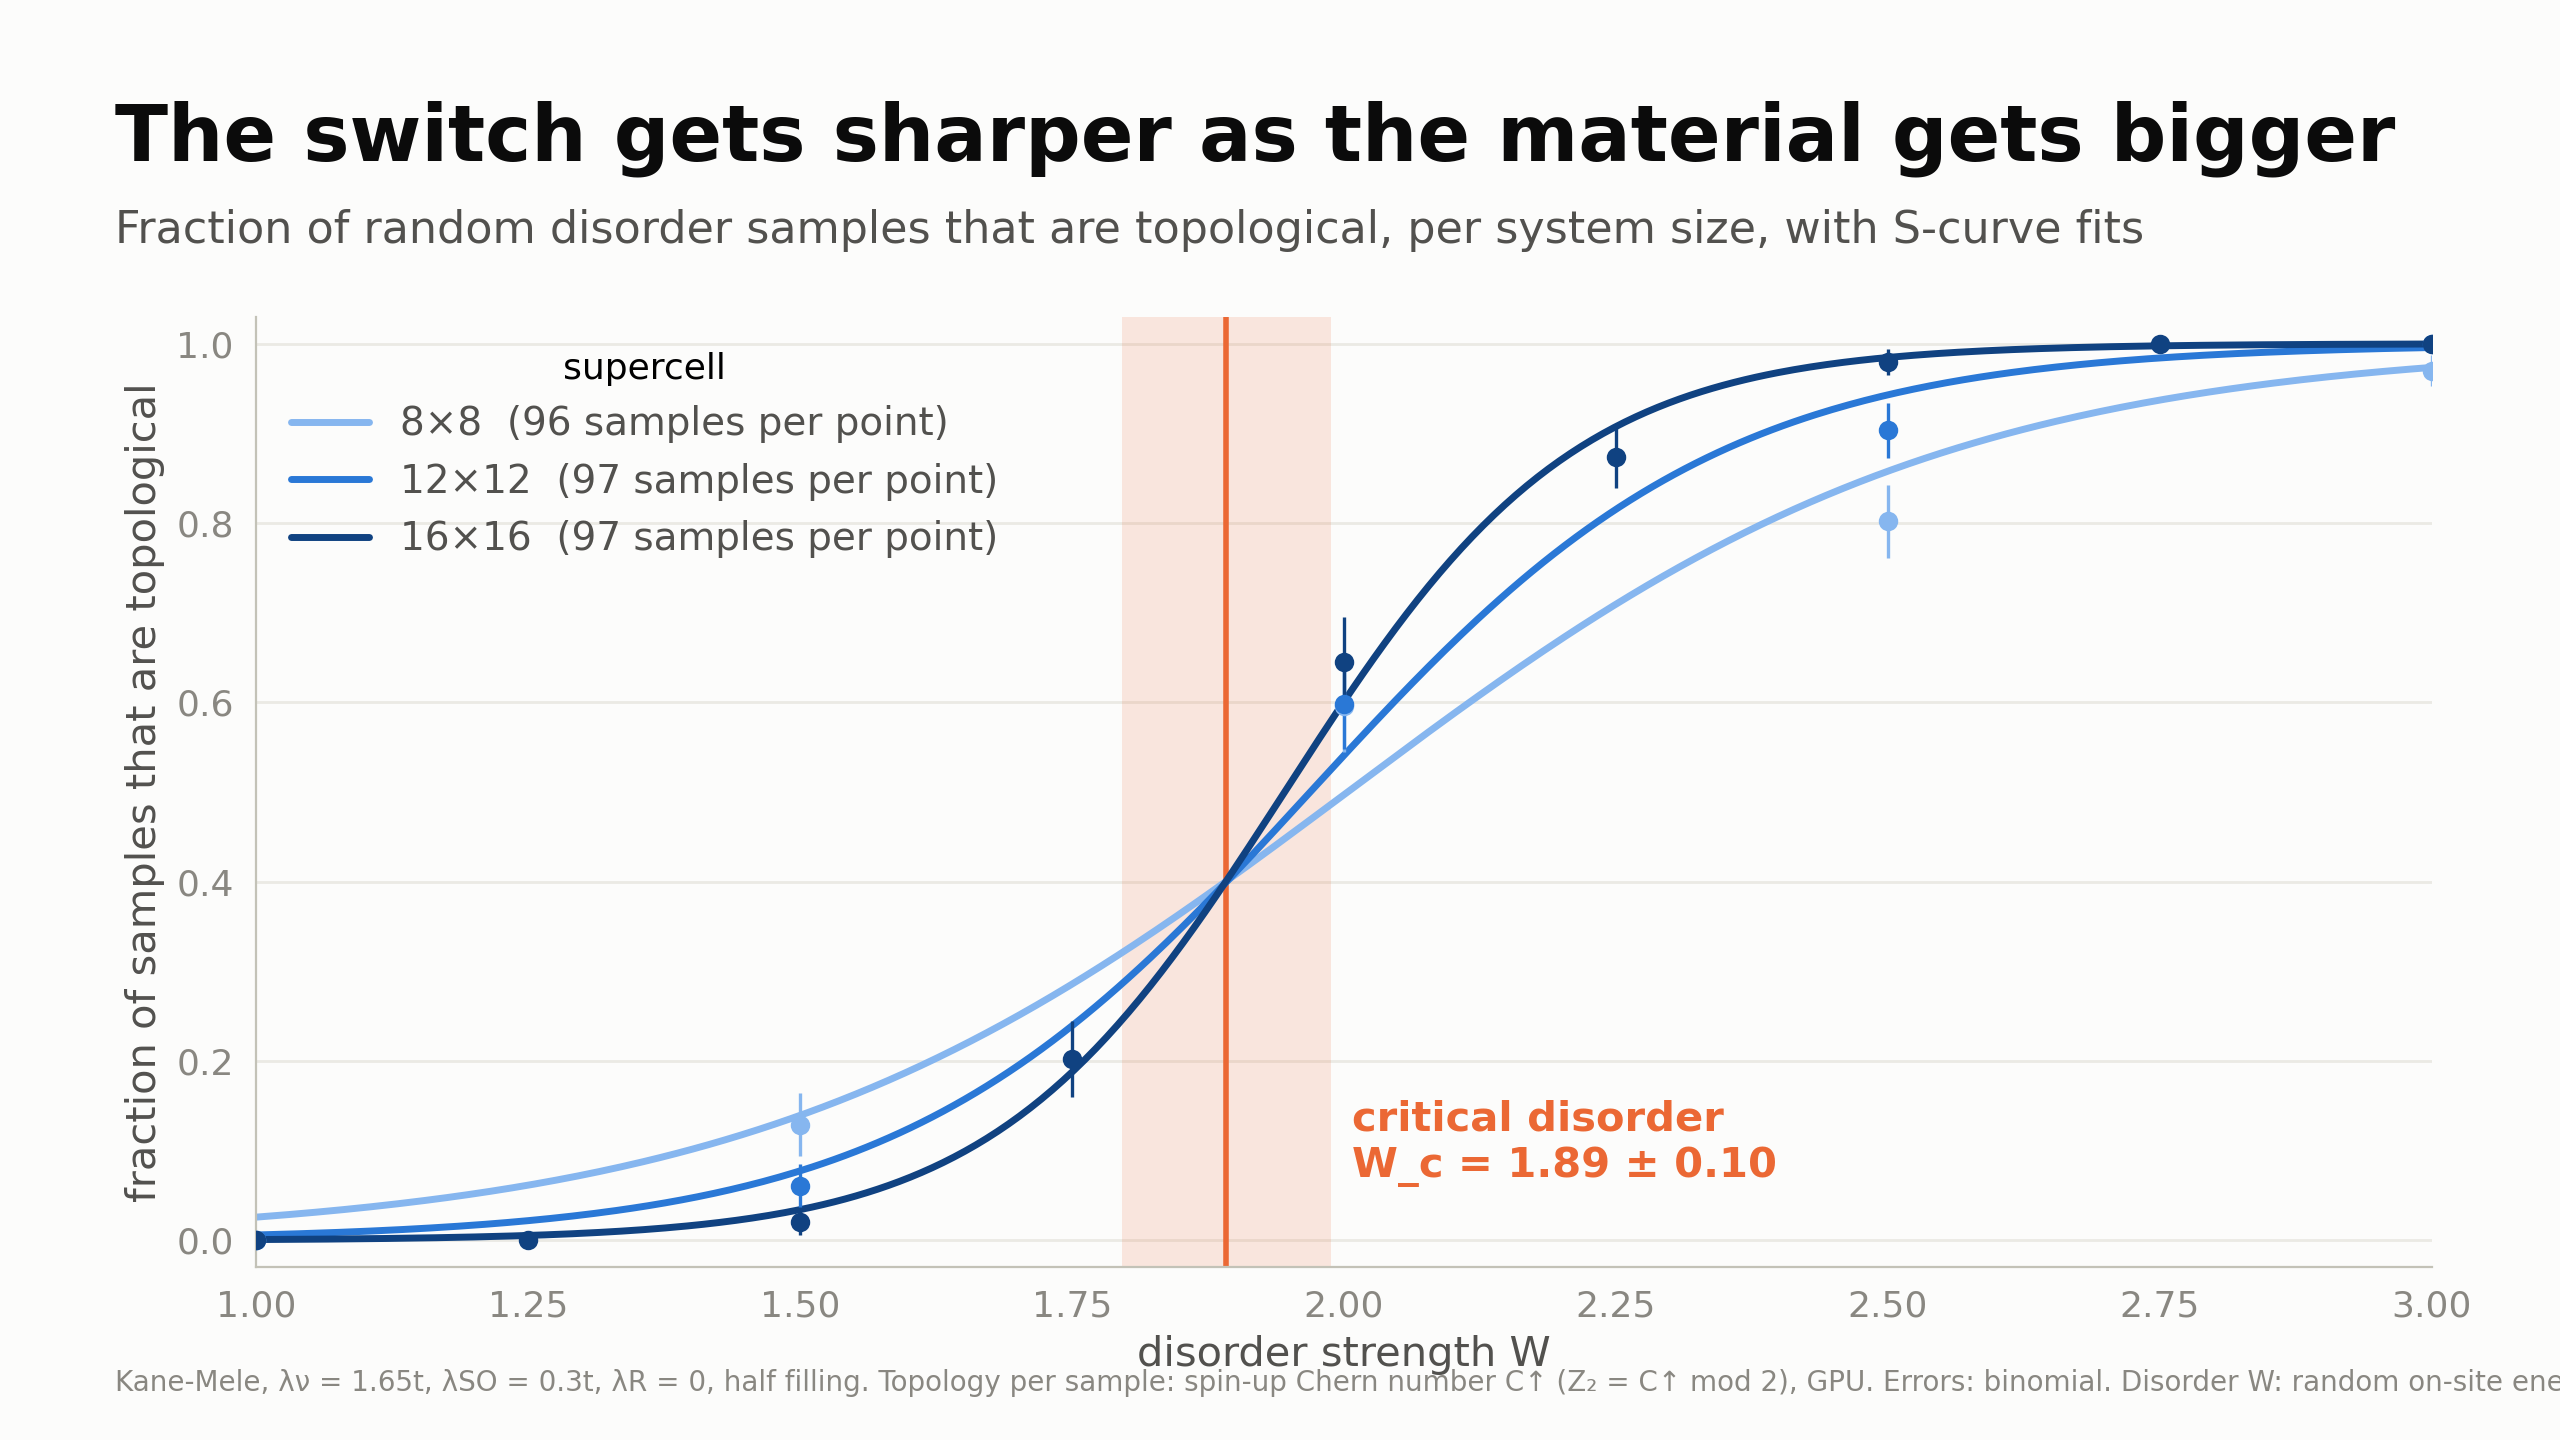 The switch gets sharper as the material gets bigger
Fraction of random disorder samples that are topological, per system size, with S-curve fits
fraction of samples that are topological
1.0
0.8
0.6
0.4
0.2
0.0
supercell
8×8 (96 samples per point)
12×12 (97 samples per point)
16×16 (97 samples per point)
critical disorder
W_c = 1.89 ± 0.10
1.00 1.25 1.50 1.75 2.00 2.25 2.50 2.75 3.00
disorder strength W
Kane-Mele, λν = 1.65t, λSO = 0.3t, λR = 0, half filling. Topology per sample: spin-up Chern number C↑ (Z₂ = C↑ mod 2), GPU. Errors: binomial. Disorder W: random on-site ene